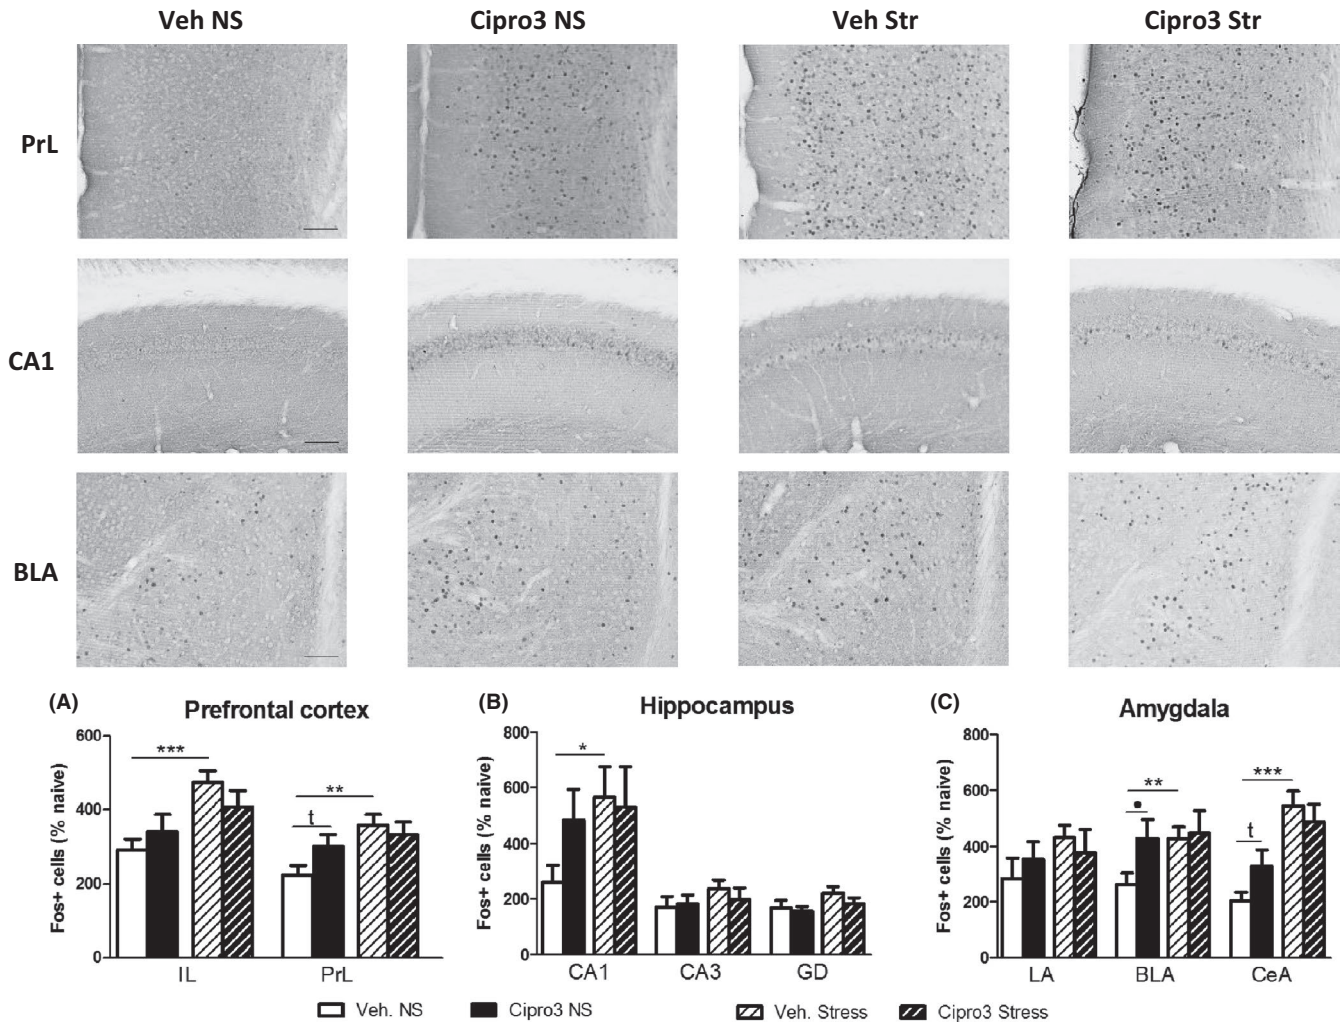 Veh NS Cipro3 NS Veh Str Cipro3 Str
PrL
CA1
BLA
(A) Prefrontal cortex
Fos+ cells (% naive)
600
400
200
0
***
**
t
IL PrL
(B) Hippocampus
Fos+ cells (% naive)
800
600
400
200
0
*
CA1 CA3 GD
(C) Amygdala
Fos+ cells (% naive)
800
600
400
200
0
**
•
***
t
LA BLA CeA
Veh. NS Cipro3 NS Veh. Stress Cipro3 Stress